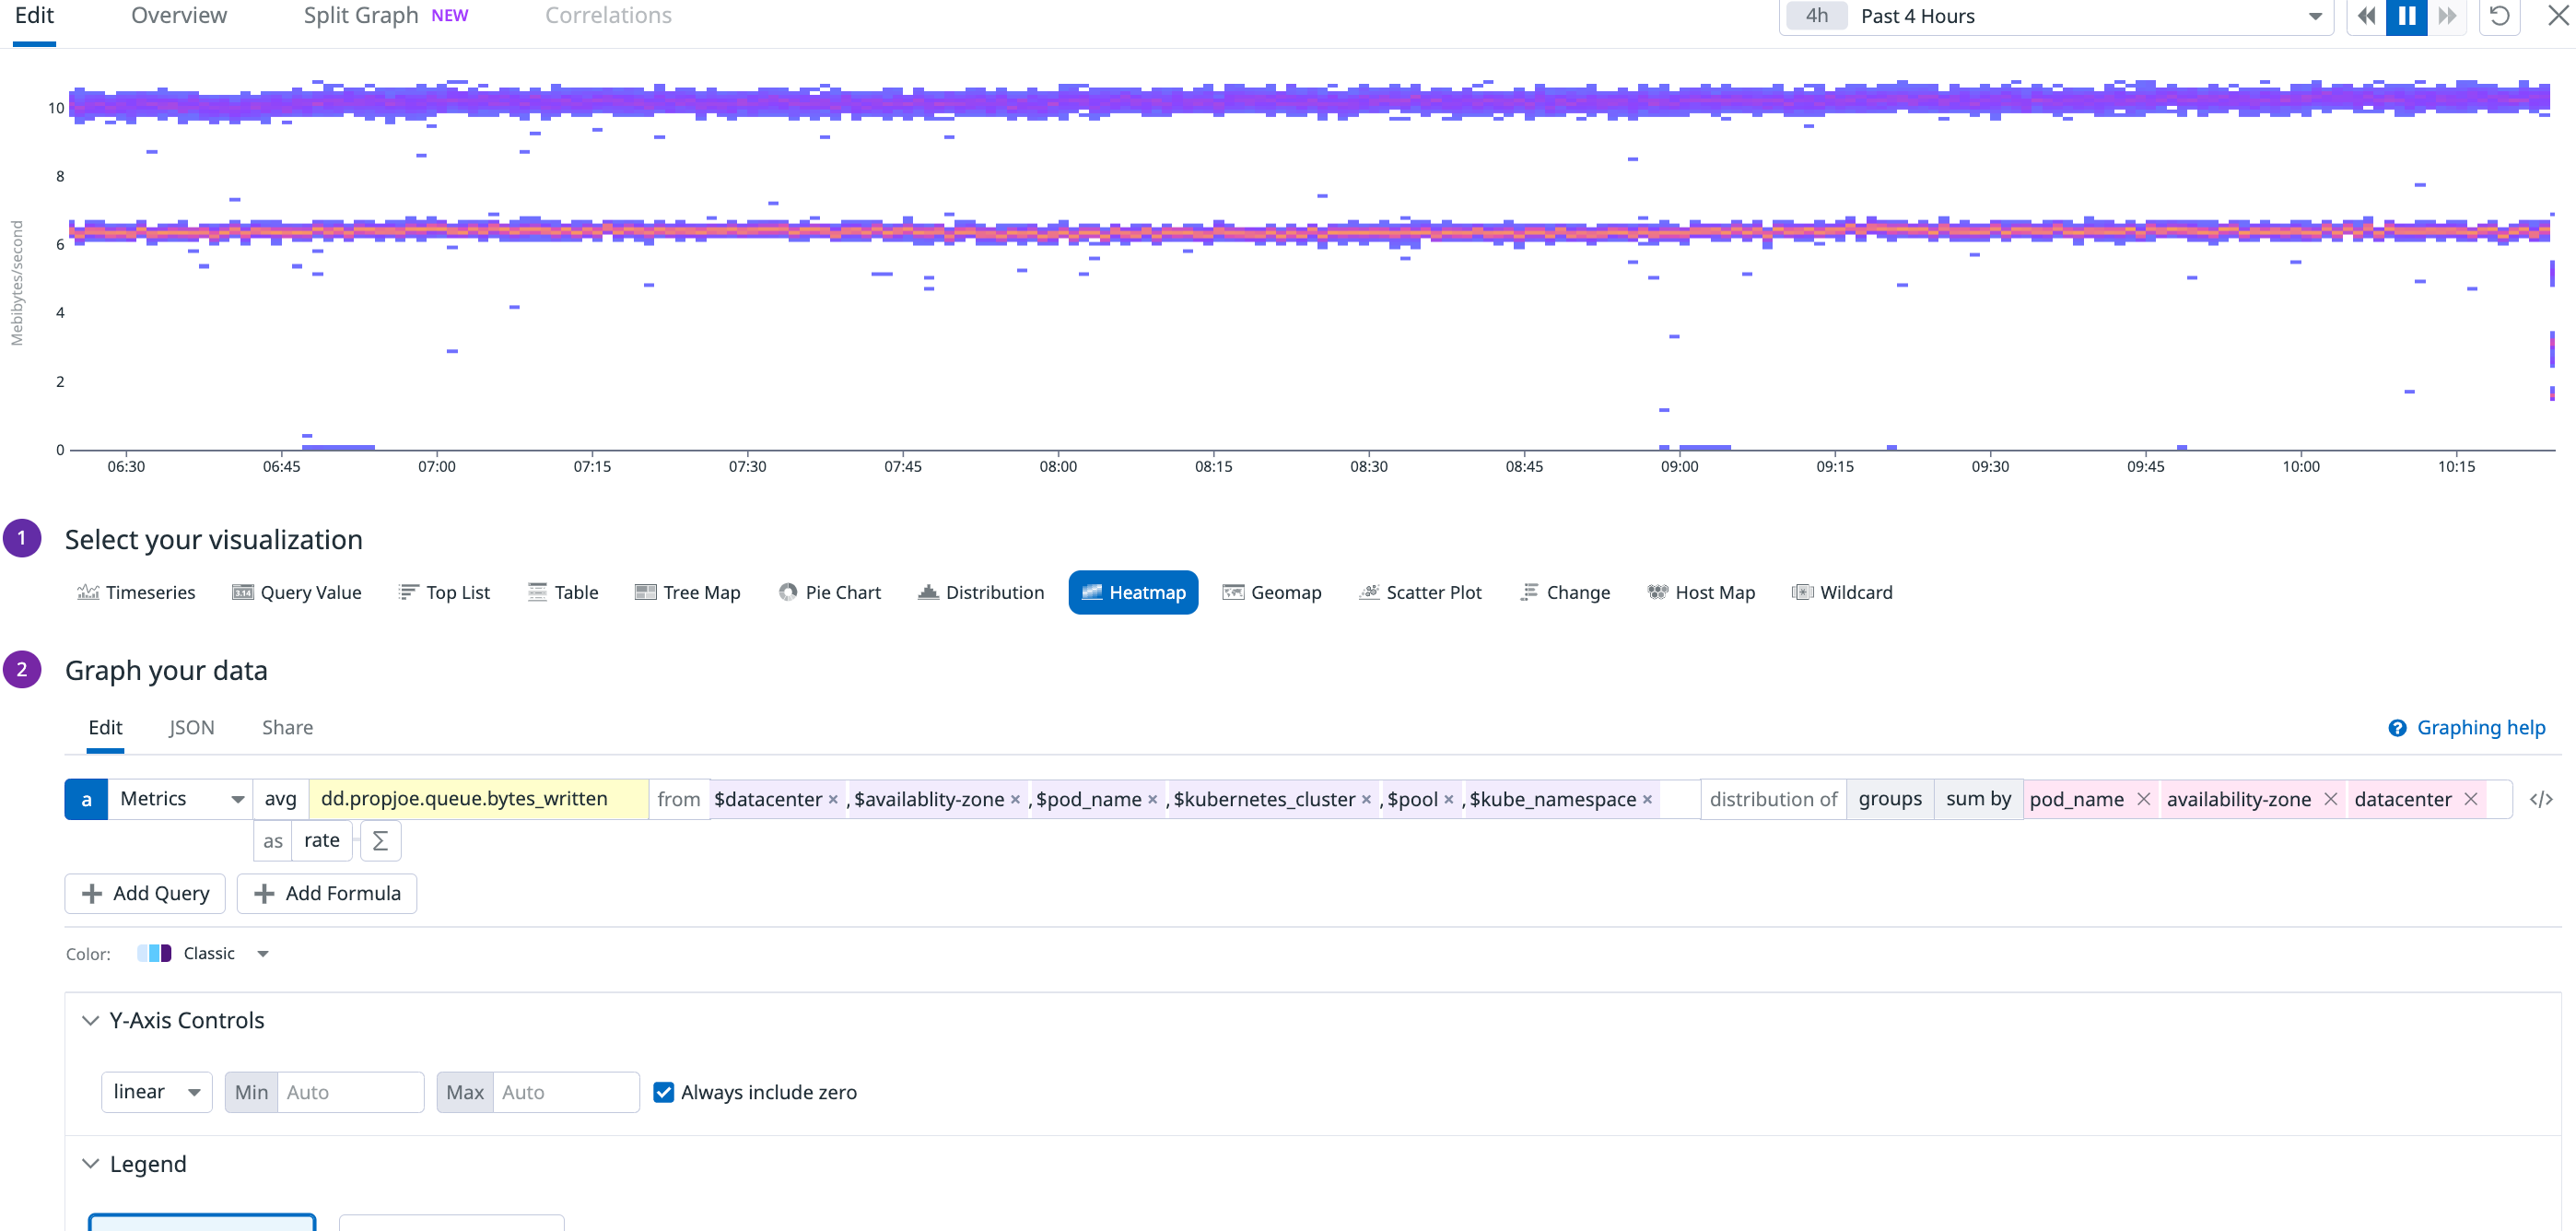 Edit Overview Split Graph NEW Correlations 4h Past 4 Hours
10
8
6
4
2
0
Mebibytes/second
06:30 06:45 07:00 07:15 07:30 07:45 08:00 08:15 08:30 08:45 09:00 09:15 09:30 09:45 10:00 10:15
1 Select your visualization
Timeseries 3.14 Query Value Top List Table Tree Map Pie Chart Distribution Heatmap Geomap Scatter Plot Change Host Map Wildcard
2 Graph your data
Edit JSON Share ? Graphing help
a Metrics avg dd.propjoe.queue.bytes_written from $datacenter × , $availablity-zone × , $pod_name × , $kubernetes_cluster × , $pool × , $kube_namespace × distribution of groups sum by pod_name × availability-zone × datacenter × </>
as rate Σ
+ Add Query + Add Formula
Color: Classic
Y-Axis Controls
linear Min Auto Max Auto Always include zero
Legend